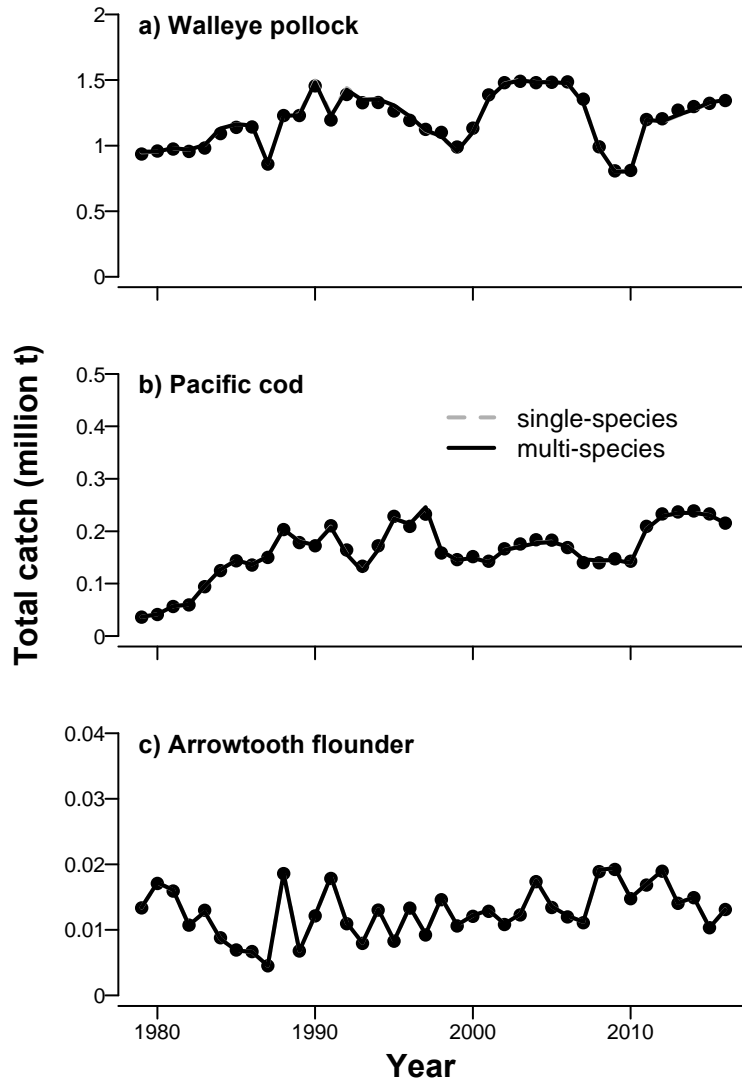 a) Walleye pollock
2
1.5
1
0.5
0
Total catch (million t)
b) Pacific cod
0.5
0.4
0.3
0.2
0.1
0
single-species
multi-species
c) Arrowtooth flounder
0.04
0.03
0.02
0.01
0
1980 1990 2000 2010
Year